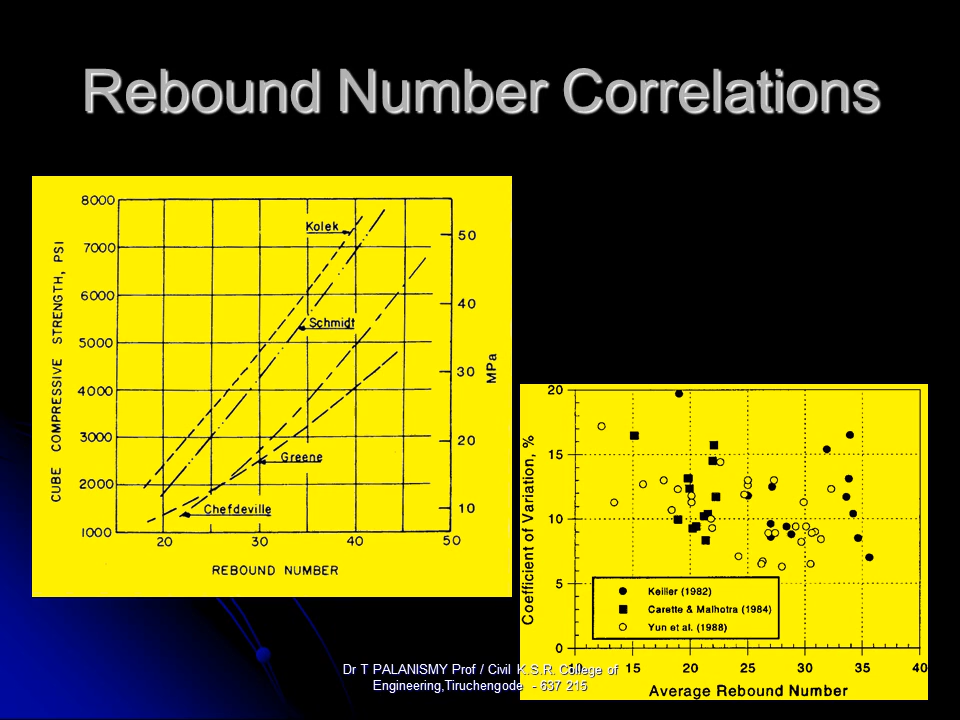 Rebound Number Correlations
8000
7000
6000
5000
4000
3000
2000
1000
CUBE COMPRESSIVE STRENGTH, PSI
20
30
40
50
REBOUND NUMBER
50
40
30
20
10
MPa
Kolek
Schmidt
Greene
Chefdeville
20
15
10
5
0
Coefficient of Variation, %
Keiller (1982)
Carette & Malhotra (1984)
Yun et al. (1988)
10
15
20
25
30
35
40
Average Rebound Number
Dr T PALANISMY Prof / Civil K.S.R. College of
Engineering,Tiruchengode - 637 215